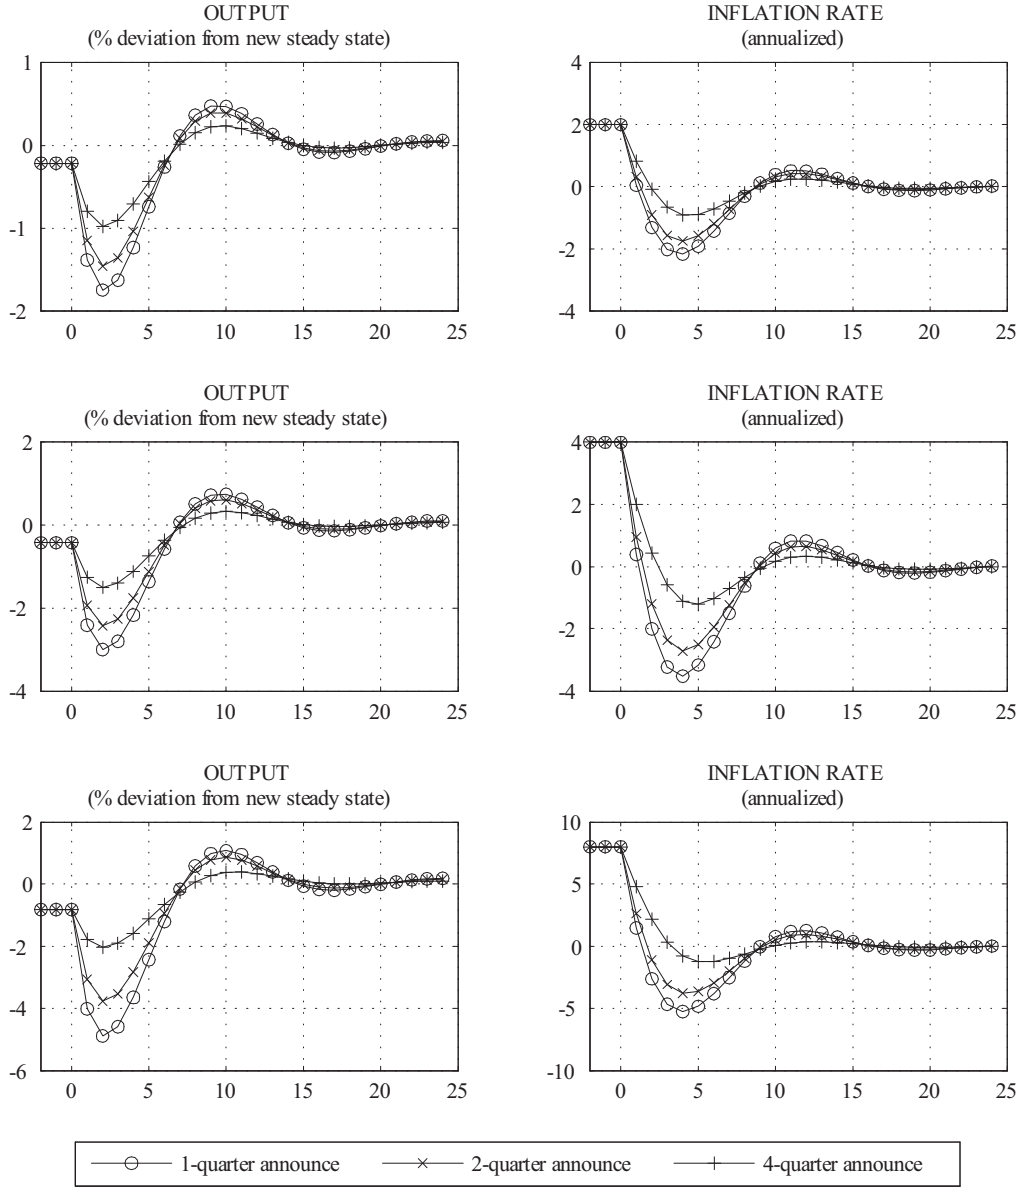 OUTPUT
(% deviation from new steady state)
1
0
-1
-2
0 5 10 15 20 25
INFLATION RATE
(annualized)
4
2
0
-2
-4
0 5 10 15 20 25
OUTPUT
(% deviation from new steady state)
2
0
-2
-4
0 5 10 15 20 25
INFLATION RATE
(annualized)
4
2
0
-2
-4
0 5 10 15 20 25
OUTPUT
(% deviation from new steady state)
2
0
-2
-4
-6
0 5 10 15 20 25
INFLATION RATE
(annualized)
10
5
0
-5
-10
0 5 10 15 20 25
1-quarter announce 2-quarter announce 4-quarter announce